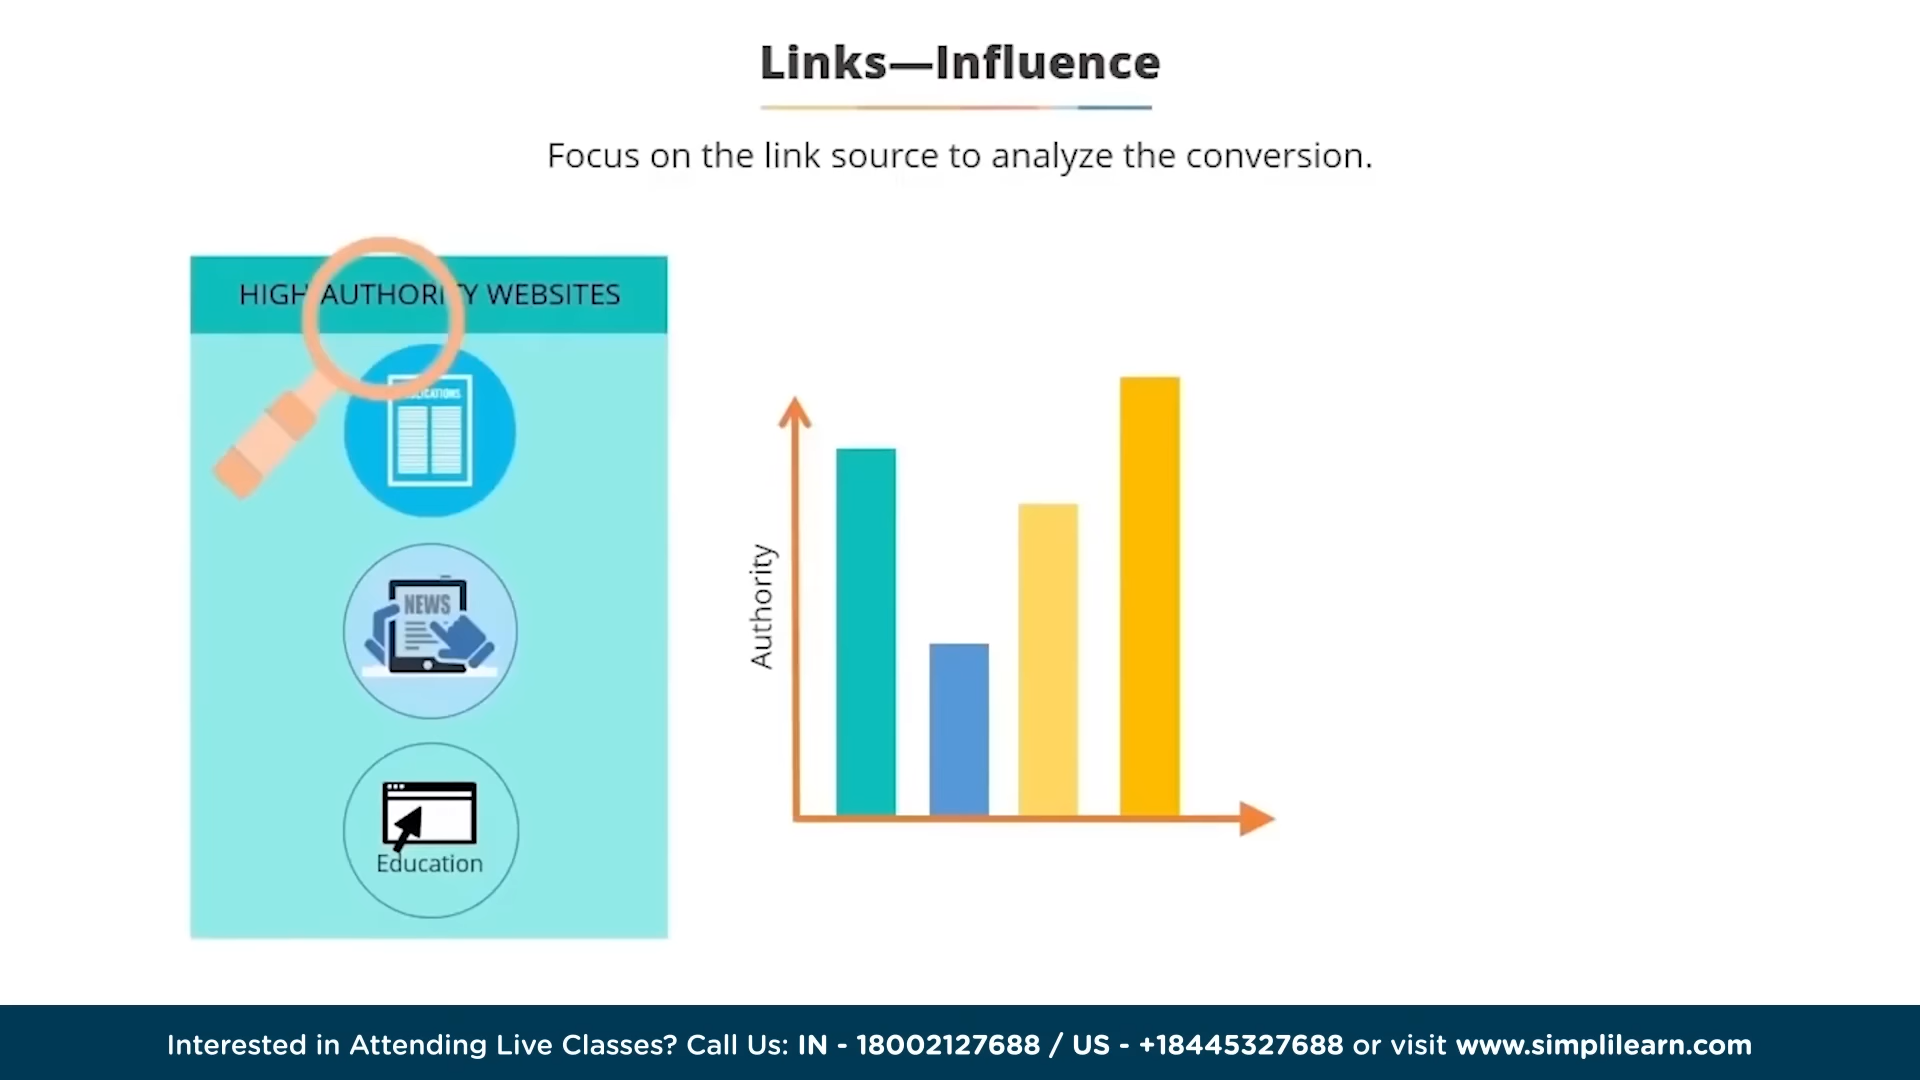 Links—Influence
Focus on the link source to analyze the conversion.
HIGH AUTHORITY WEBSITES
NEWS
Education
Authority
Interested in Attending Live Classes? Call Us: IN - 18002127688 / US - +18445327688 or visit www.simplilearn.com